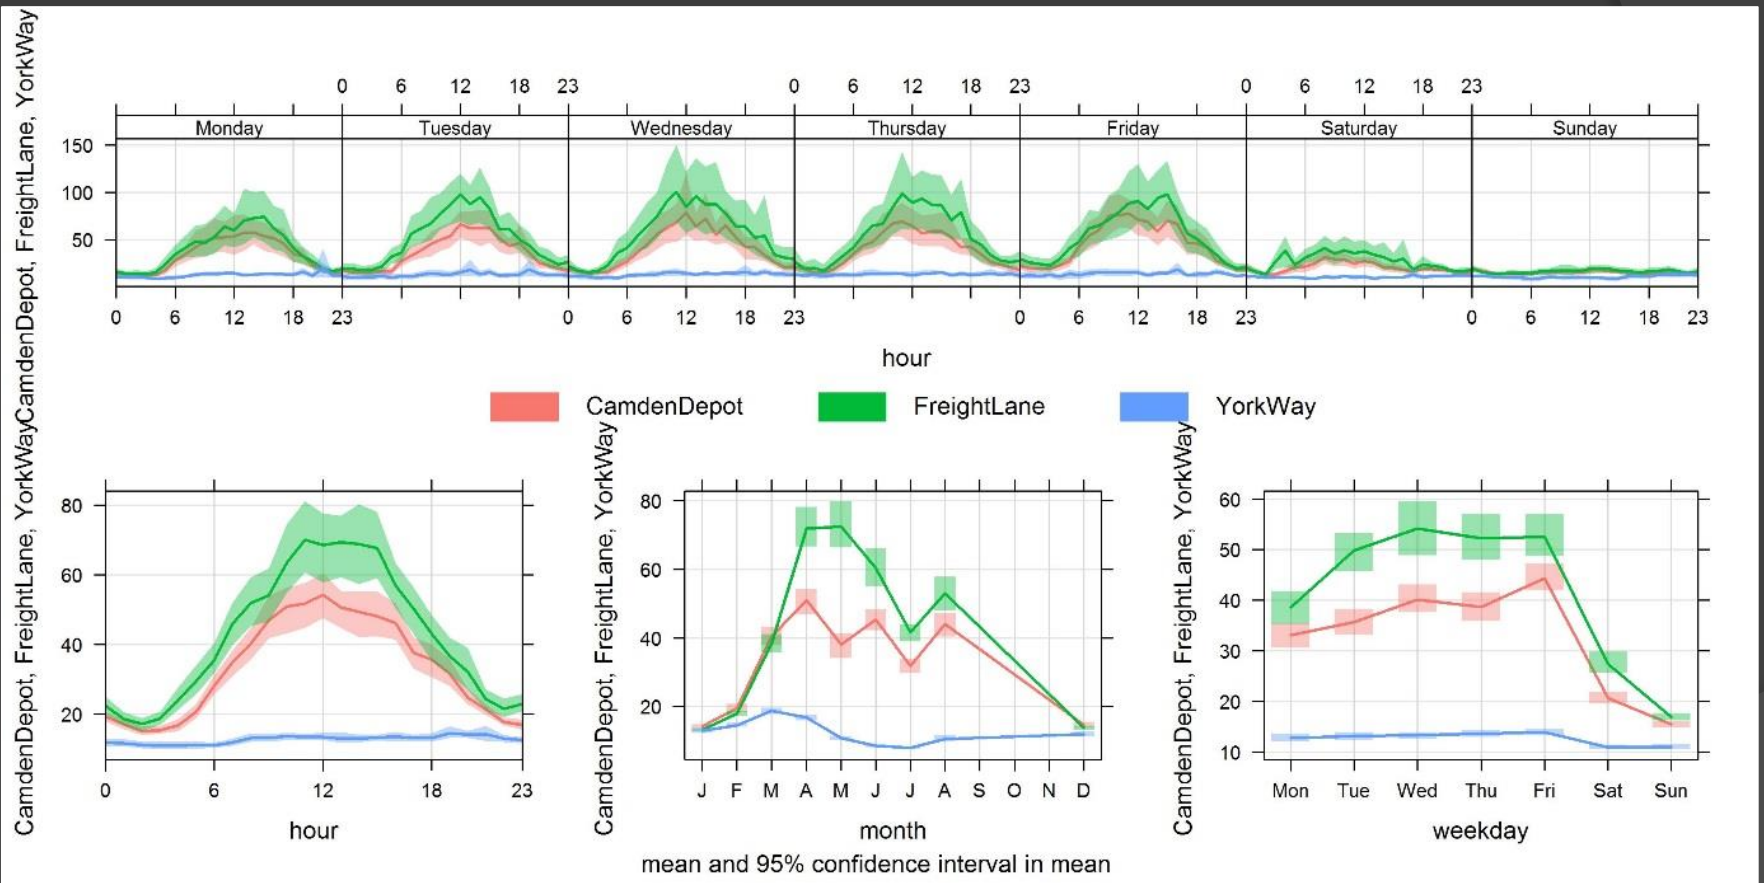 CamdenDepot, FreightLane, YorkWay
0 6 12 18 23 0 6 12 18 23 0 6 12 18 23
Monday Tuesday Wednesday Thursday Friday Saturday Sunday
150
100
50
0 6 12 18 23 0 6 12 18 23 0 6 12 18 23 0 6 12 18 23
hour
CamdenDepot FreightLane YorkWay
CamdenDepot, FreightLane, YorkWay
80
60
40
20
0 6 12 18 23
hour
CamdenDepot, FreightLane, YorkWay
80
60
40
20
J F M A M J J A S O N D
month
CamdenDepot, FreightLane, YorkWay
60
50
40
30
20
10
Mon Tue Wed Thu Fri Sat Sun
weekday
mean and 95% confidence interval in mean